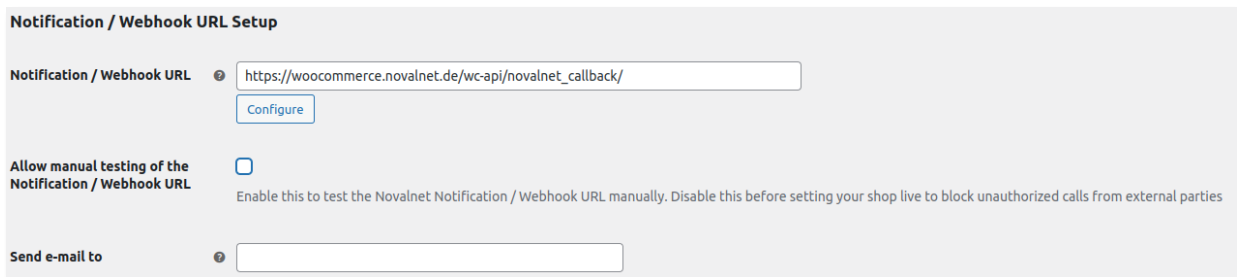 Notification / Webhook URL Setup
Notification / Webhook URL ? https://woocommerce.novalnet.de/wc-api/novalnet_callback/
Configure
Allow manual testing of the
Notification / Webhook URL
Enable this to test the Novalnet Notification / Webhook URL manually. Disable this before setting your shop live to block unauthorized calls from external parties
Send e-mail to ?